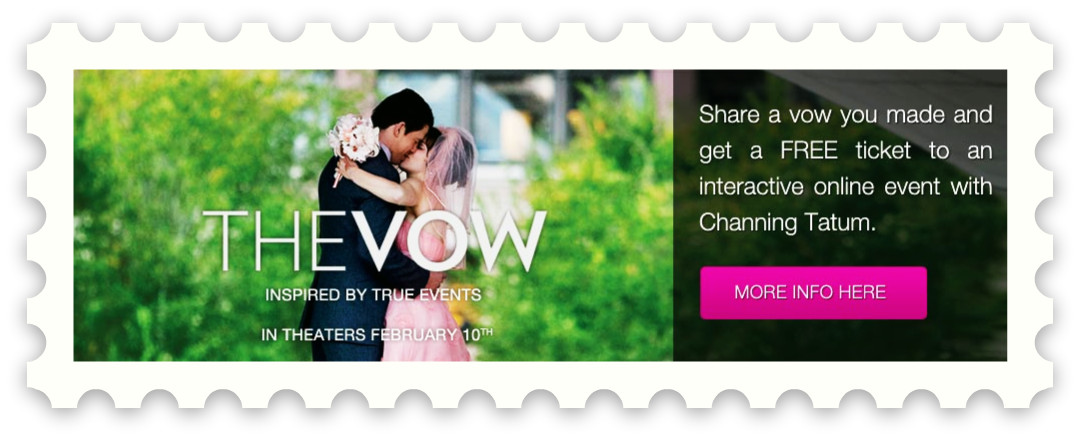 THEVOW
INSPIRED BY TRUE EVENTS
IN THEATERS FEBRUARY 10TH
Share a vow you made and
get a FREE ticket to an
interactive online event with
Channing Tatum.
MORE INFO HERE